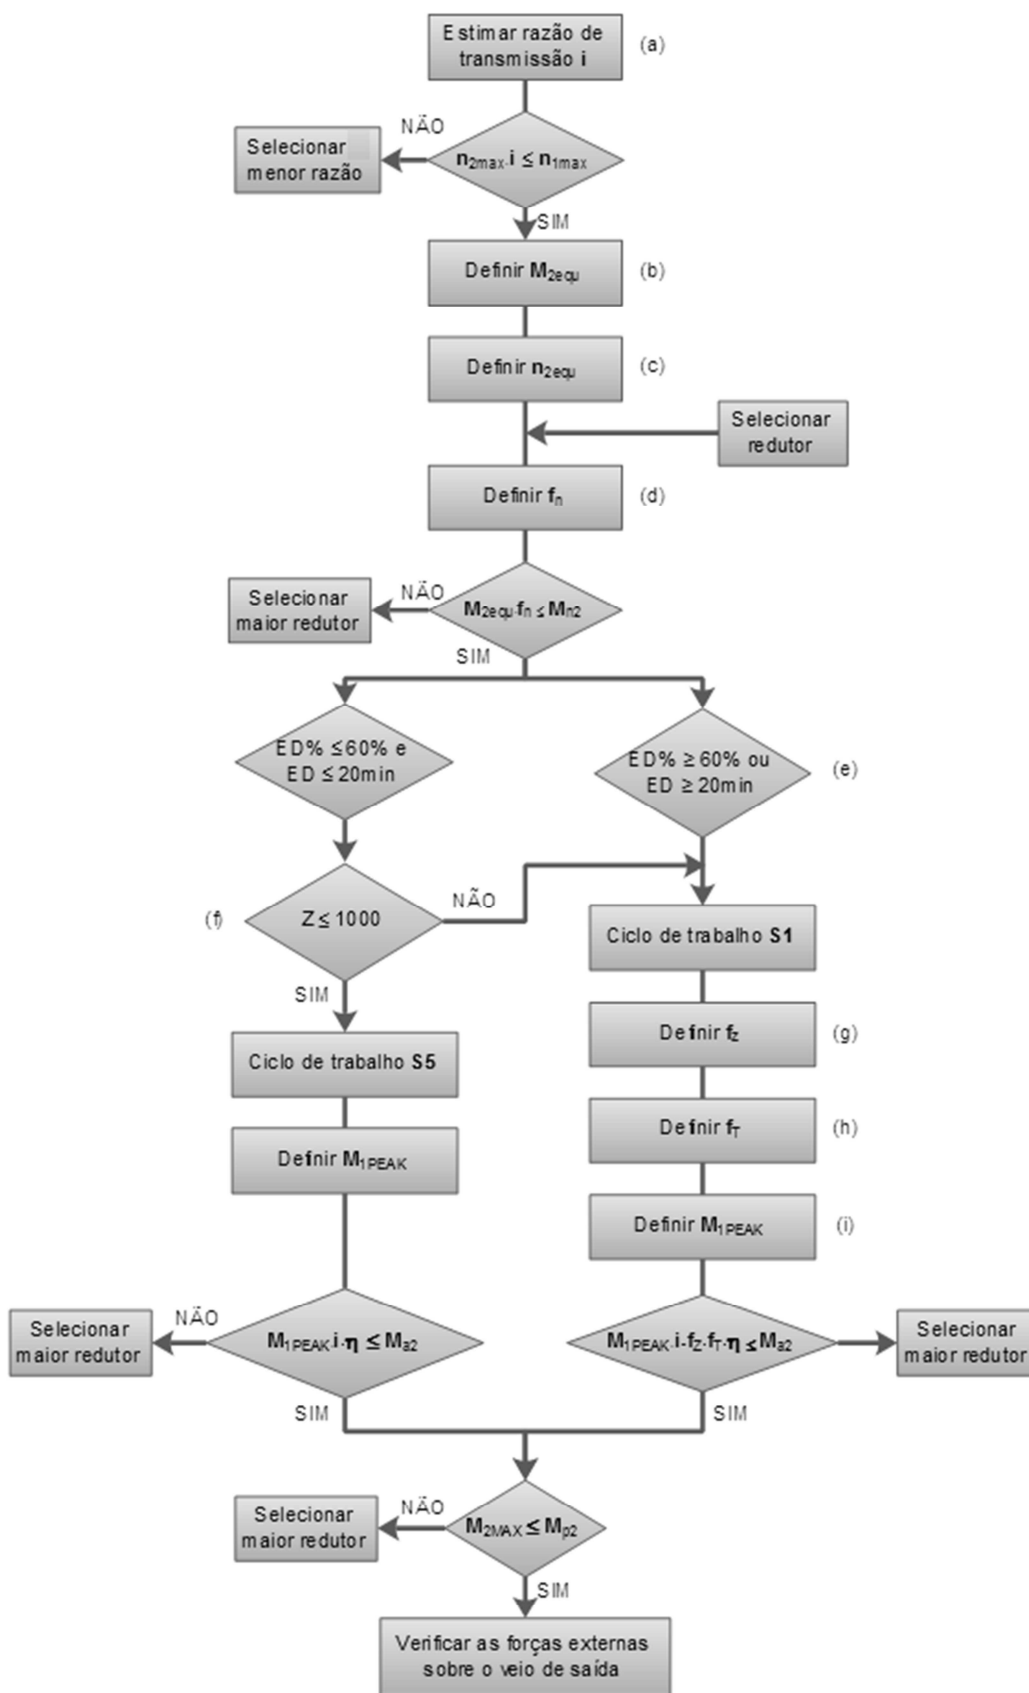 Estimar razão de
transmissão i
(a)
NÃO
Selecionar
menor razão
n2max.i ≤ n1max
SIM
Definir M2equ
(b)
Definir n2equ
(c)
Selecionar
redutor
Definir fn
(d)
Selecionar
maior redutor
NÃO
M2equ.fn ≤ Mn2
SIM
ED% ≤60% e
ED ≤ 20min
ED% ≥ 60% ou
ED ≥ 20min
(e)
(f)
Z ≤ 1000
NÃO
SIM
Ciclo de trabalho S1
Ciclo de trabalho S5
Definir fZ
(g)
Definir M1PEAK
Definir fT
(h)
Definir M1PEAK
(i)
Selecionar
maior redutor
NÃO
M1PEAK.i.η ≤ Ma2
M1PEAK.i.fZ.fT.η ≤ Ma2
Selecionar
maior redutor
SIM
SIM
Selecionar
maior redutor
NÃO
M2MAX ≤ Mp2
SIM
Verificar as forças externas
sobre o veio de saída